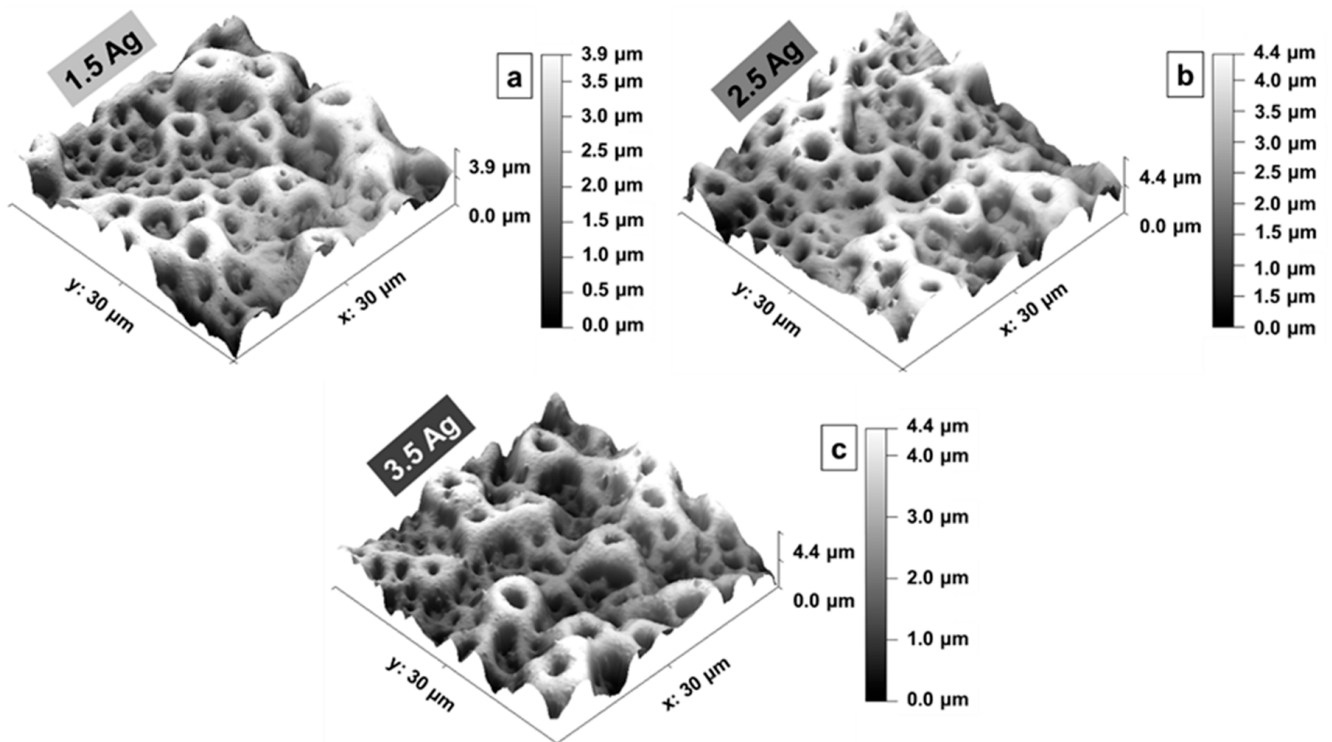 1.5 Ag
a
3.9 µm
3.5 µm
3.0 µm
2.5 µm
2.0 µm
1.5 µm
1.0 µm
0.5 µm
0.0 µm
3.9 µm
0.0 µm
y: 30 µm
x: 30 µm
2.5 Ag
b
4.4 µm
4.0 µm
3.5 µm
3.0 µm
2.5 µm
2.0 µm
1.5 µm
1.0 µm
1.5 µm
0.0 µm
4.4 µm
0.0 µm
y: 30 µm
x: 30 µm
3.5 Ag
c
4.4 µm
4.0 µm
3.0 µm
2.0 µm
1.0 µm
0.0 µm
4.4 µm
0.0 µm
y: 30 µm
x: 30 µm